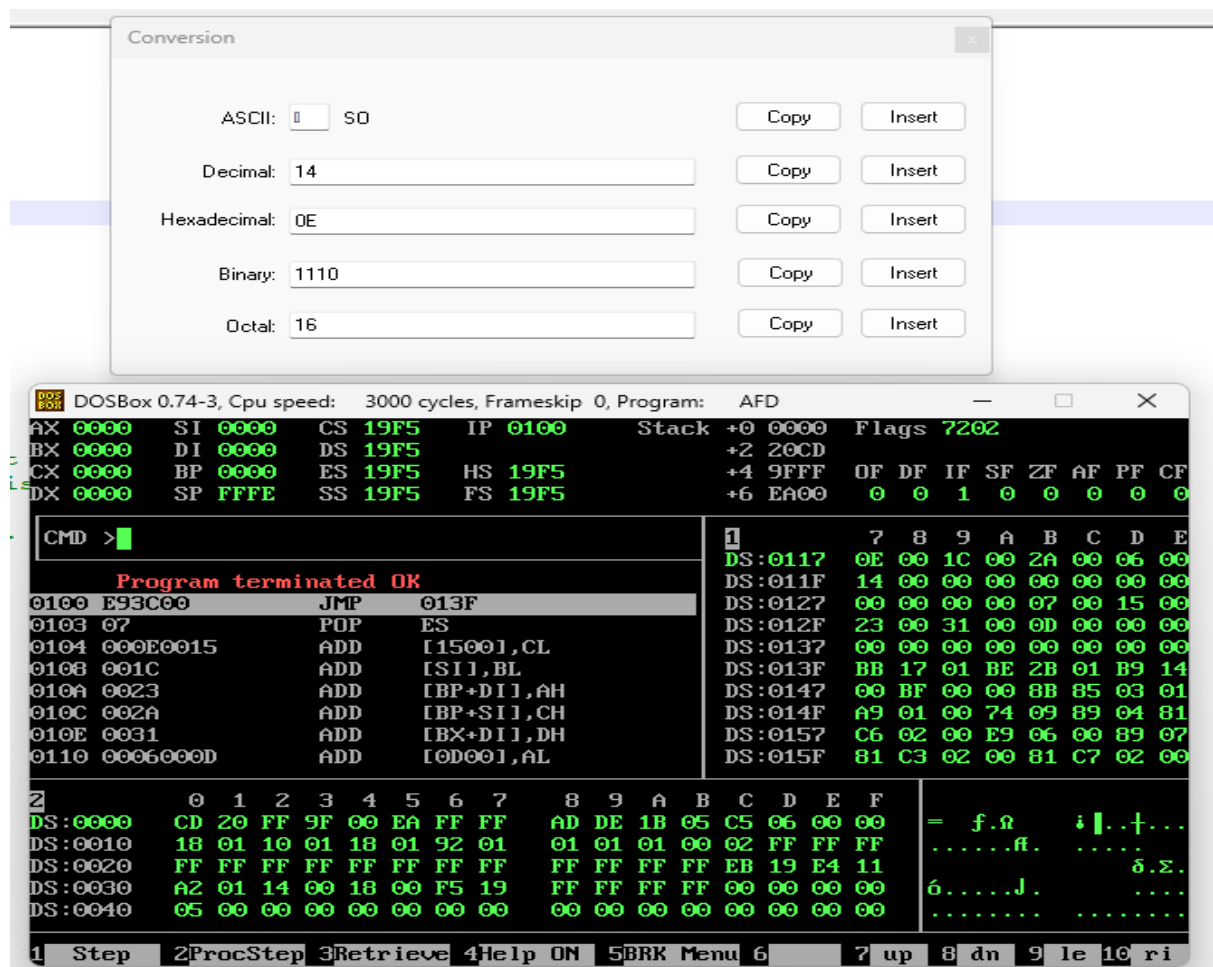 Conversion x
ASCII: SO Copy Insert
Decimal: 14 Copy Insert
Hexadecimal: 0E Copy Insert
Binary: 1110 Copy Insert
Octal: 16 Copy Insert
DOSBox 0.74-3, Cpu speed: 3000 cycles, Frameskip 0, Program: AFD
AX 0000 SI 0000 CS 19F5 IP 0100 Stack +0 0000 Flags 7202
BX 0000 DI 0000 DS 19F5 +2 20CD
CX 0000 BP 0000 ES 19F5 HS 19F5 +4 9FFF OF DF IF SF ZF AF PF CF
DX 0000 SP FFFE SS 19F5 FS 19F5 +6 EA00 0 0 1 0 0 0 0 0
CMD > 1 7 8 9 A B C D E
DS:0117 0E 00 1C 00 2A 00 06 00
Program terminated OK DS:011F 14 00 00 00 00 00 00 00
0100 E93C00 JMP 013F DS:0127 00 00 00 00 07 00 15 00
0103 07 POP ES DS:012F 23 00 31 00 0D 00 00 00
0104 000E0015 ADD [1500],CL DS:0137 00 00 00 00 00 00 00 00
0108 001C ADD [SI],BL DS:013F BB 17 01 BE 2B 01 B9 14
010A 0023 ADD [BP+DI],AH DS:0147 00 BF 00 00 8B 85 03 01
010C 002A ADD [BP+SI],CH DS:014F A9 01 00 74 09 89 04 81
010E 0031 ADD [BX+DI],DH DS:0157 C6 02 00 E9 06 00 89 07
0110 0006000D ADD [0D00],AL DS:015F 81 C3 02 00 81 C7 02 00
2 0 1 2 3 4 5 6 7 8 9 A B C D E F
DS:0000 CD 20 FF 9F 00 EA FF FF AD DE 1B 05 C5 06 00 00 = ƒ.Ω ¡▐..┼...
DS:0010 18 01 10 01 18 01 92 01 01 01 01 00 02 FF FF FF ......Æ. .....
DS:0020 FF FF FF FF FF FF FF FF FF FF FF FF EB 19 E4 11 δ.Σ.
DS:0030 A2 01 14 00 18 00 F5 19 FF FF FF FF 00 00 00 00 ó.....⌡. ....
DS:0040 05 00 00 00 00 00 00 00 00 00 00 00 00 00 00 00 ........ ........
1 Step 2ProcStep 3Retrieve 4Help ON 5BRK Menu 6 7 up 8 dn 9 le 10 ri